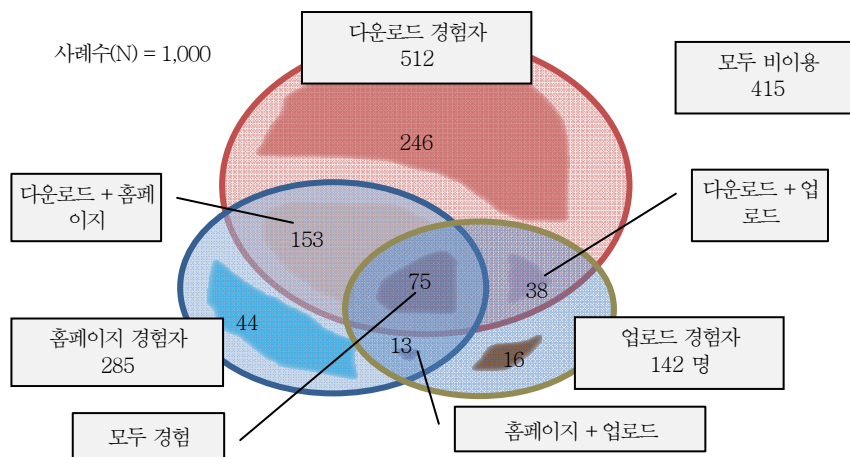 사례수(N) = 1,000
다운로드 경험자
512
모두 비이용
415
246
다운로드 + 홈페
이지
다운로드 + 업
로드
153
75
38
홈페이지 경험자
285
44
13
16
업로드 경험자
142 명
모두 경험
홈페이지 + 업로드